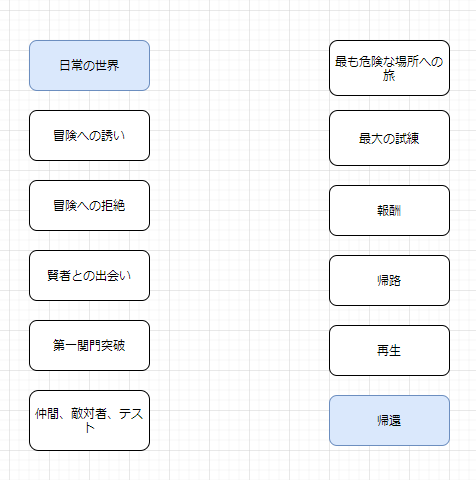 日常の世界
冒険への誘い
冒険への拒絶
賢者との出会い
第一関門突破
仲間、敵対者、テス
ト
最も危険な場所への
旅
最大の試練
報酬
帰路
再生
帰還